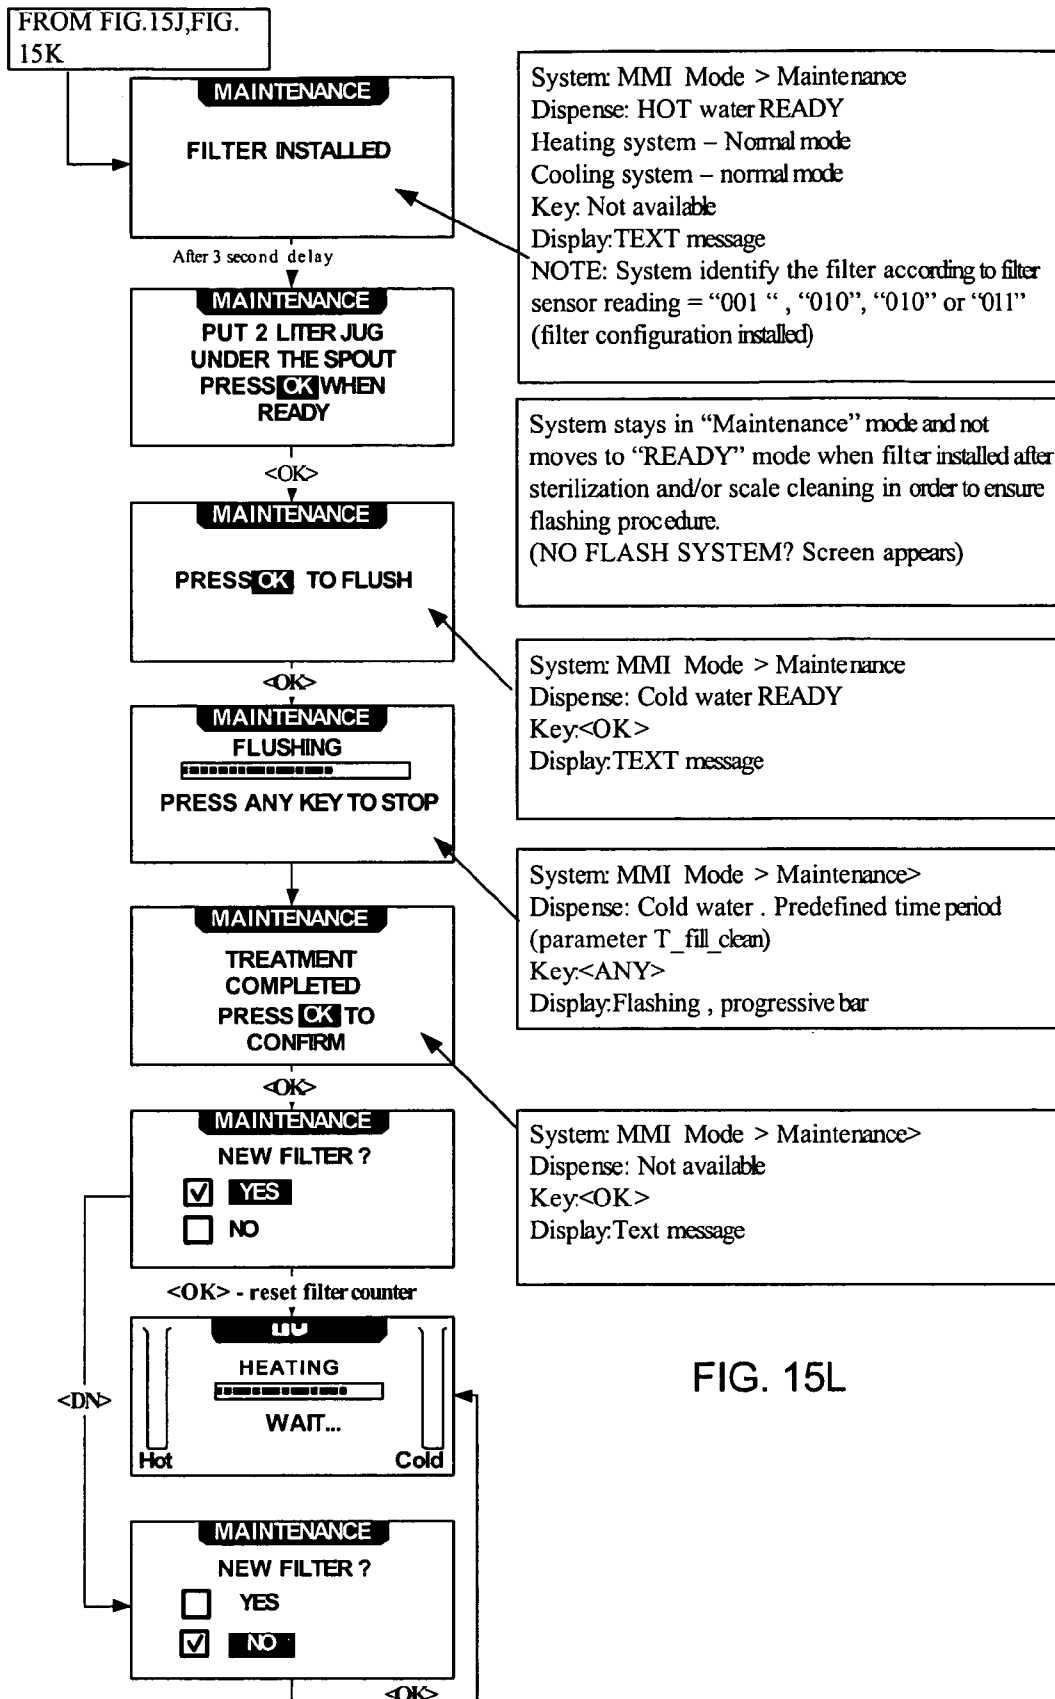 FROM FIG.15J,FIG.
15K
MAINTENANCE
FILTER INSTALLED
After 3 second delay
MAINTENANCE
PUT 2 LITER JUG
UNDER THE SPOUT
PRESS OK WHEN
READY
<OK>
MAINTENANCE
PRESS OK TO FLUSH
<OK>
MAINTENANCE
FLUSHING
PRESS ANY KEY TO STOP
MAINTENANCE
TREATMENT
COMPLETED
PRESS OK TO
CONFIRM
<OK>
MAINTENANCE
NEW FILTER ?
YES
NO
<OK> - reset filter counter
<DN>
HEATING
WAIT...
Hot
Cold
MAINTENANCE
NEW FILTER ?
YES
NO
<OK>
System: MMI Mode > Maintenance
Dispense: HOT water READY
Heating system – Normal mode
Cooling system – normal mode
Key: Not available
Display:TEXT message
NOTE: System identify the filter according to filter
sensor reading = “001 “ , “010”, “010” or “011”
(filter configuration installed)
System stays in “Maintenance” mode and not
moves to “READY” mode when filter installed after
sterilization and/or scale cleaning in order to ensure
flashing procedure.
(NO FLASH SYSTEM? Screen appears)
System: MMI Mode > Maintenance
Dispense: Cold water READY
Key:<OK>
Display:TEXT message
System: MMI Mode > Maintenance>
Dispense: Cold water . Predefined time period
(parameter T_fill_clean)
Key:<ANY>
Display:Flashing , progressive bar
System: MMI Mode > Maintenance>
Dispense: Not available
Key:<OK>
Display:Text message
FIG. 15L